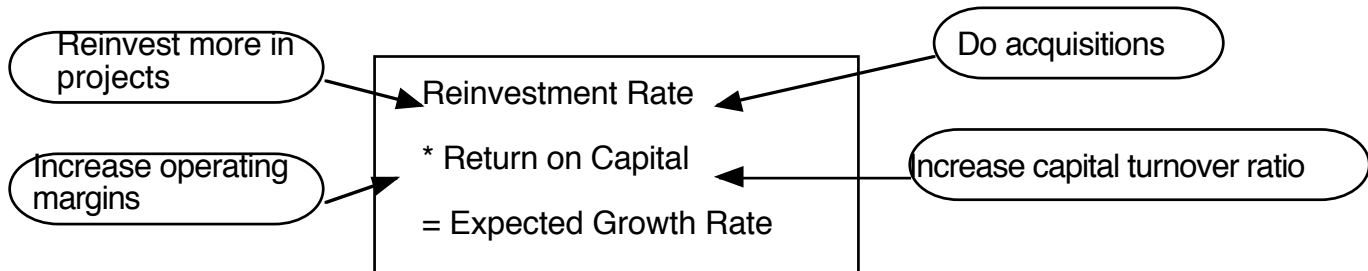 Reinvest more in
projects
Do acquisitions
Reinvestment Rate
* Return on Capital
= Expected Growth Rate
Increase operating
margins
Increase capital turnover ratio